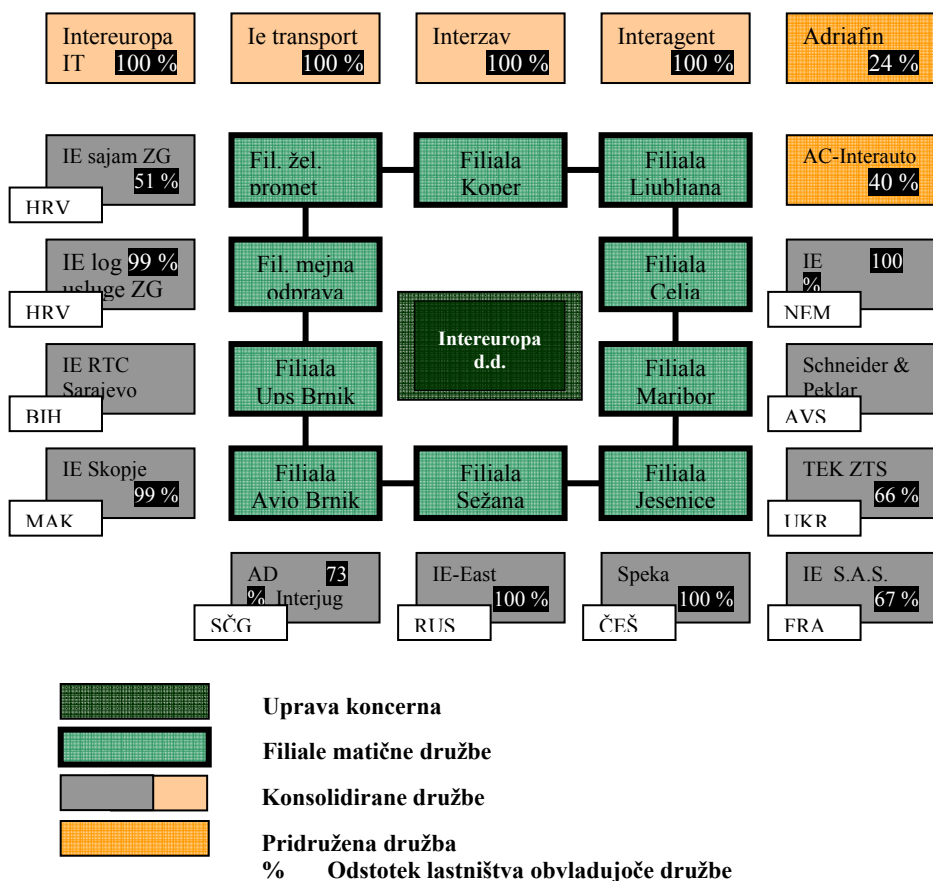 Intereuropa
IT 100 %
Ie transport
100 %
Interzav
100 %
Interagent
100 %
Adriafin
24 %
IE sajam ZG
51 %
HRV
Fil. žel.
promet
Filiala
Koper
Filiala
Ljubljana
AC-Interauto
40 %
IE log 99 %
usluge ZG
HRV
Fil. mejna
odprava
Intereuropa
d.d.
Filiala
Celja
IE 100
%
NEM
IE RTC
Sarajevo
BIH
Filiala
Ups Brnik
Filiala
Maribor
Schneider &
Peklar
AVS
IE Skopje
99 %
MAK
Filiala
Avio Brnik
Filiala
Sežana
Filiala
Jesenice
TEK ZTS
66 %
UKR
AD 73
% Interjug
SČG
IE-East
100 %
RUS
Speka
100 %
ČEŠ
IE S.A.S.
67 %
FRA
Uprava koncerna
Filiale matične družbe
Konsolidirane družbe
Pridružena družba
% Odstotek lastništva obvladujoče družbe